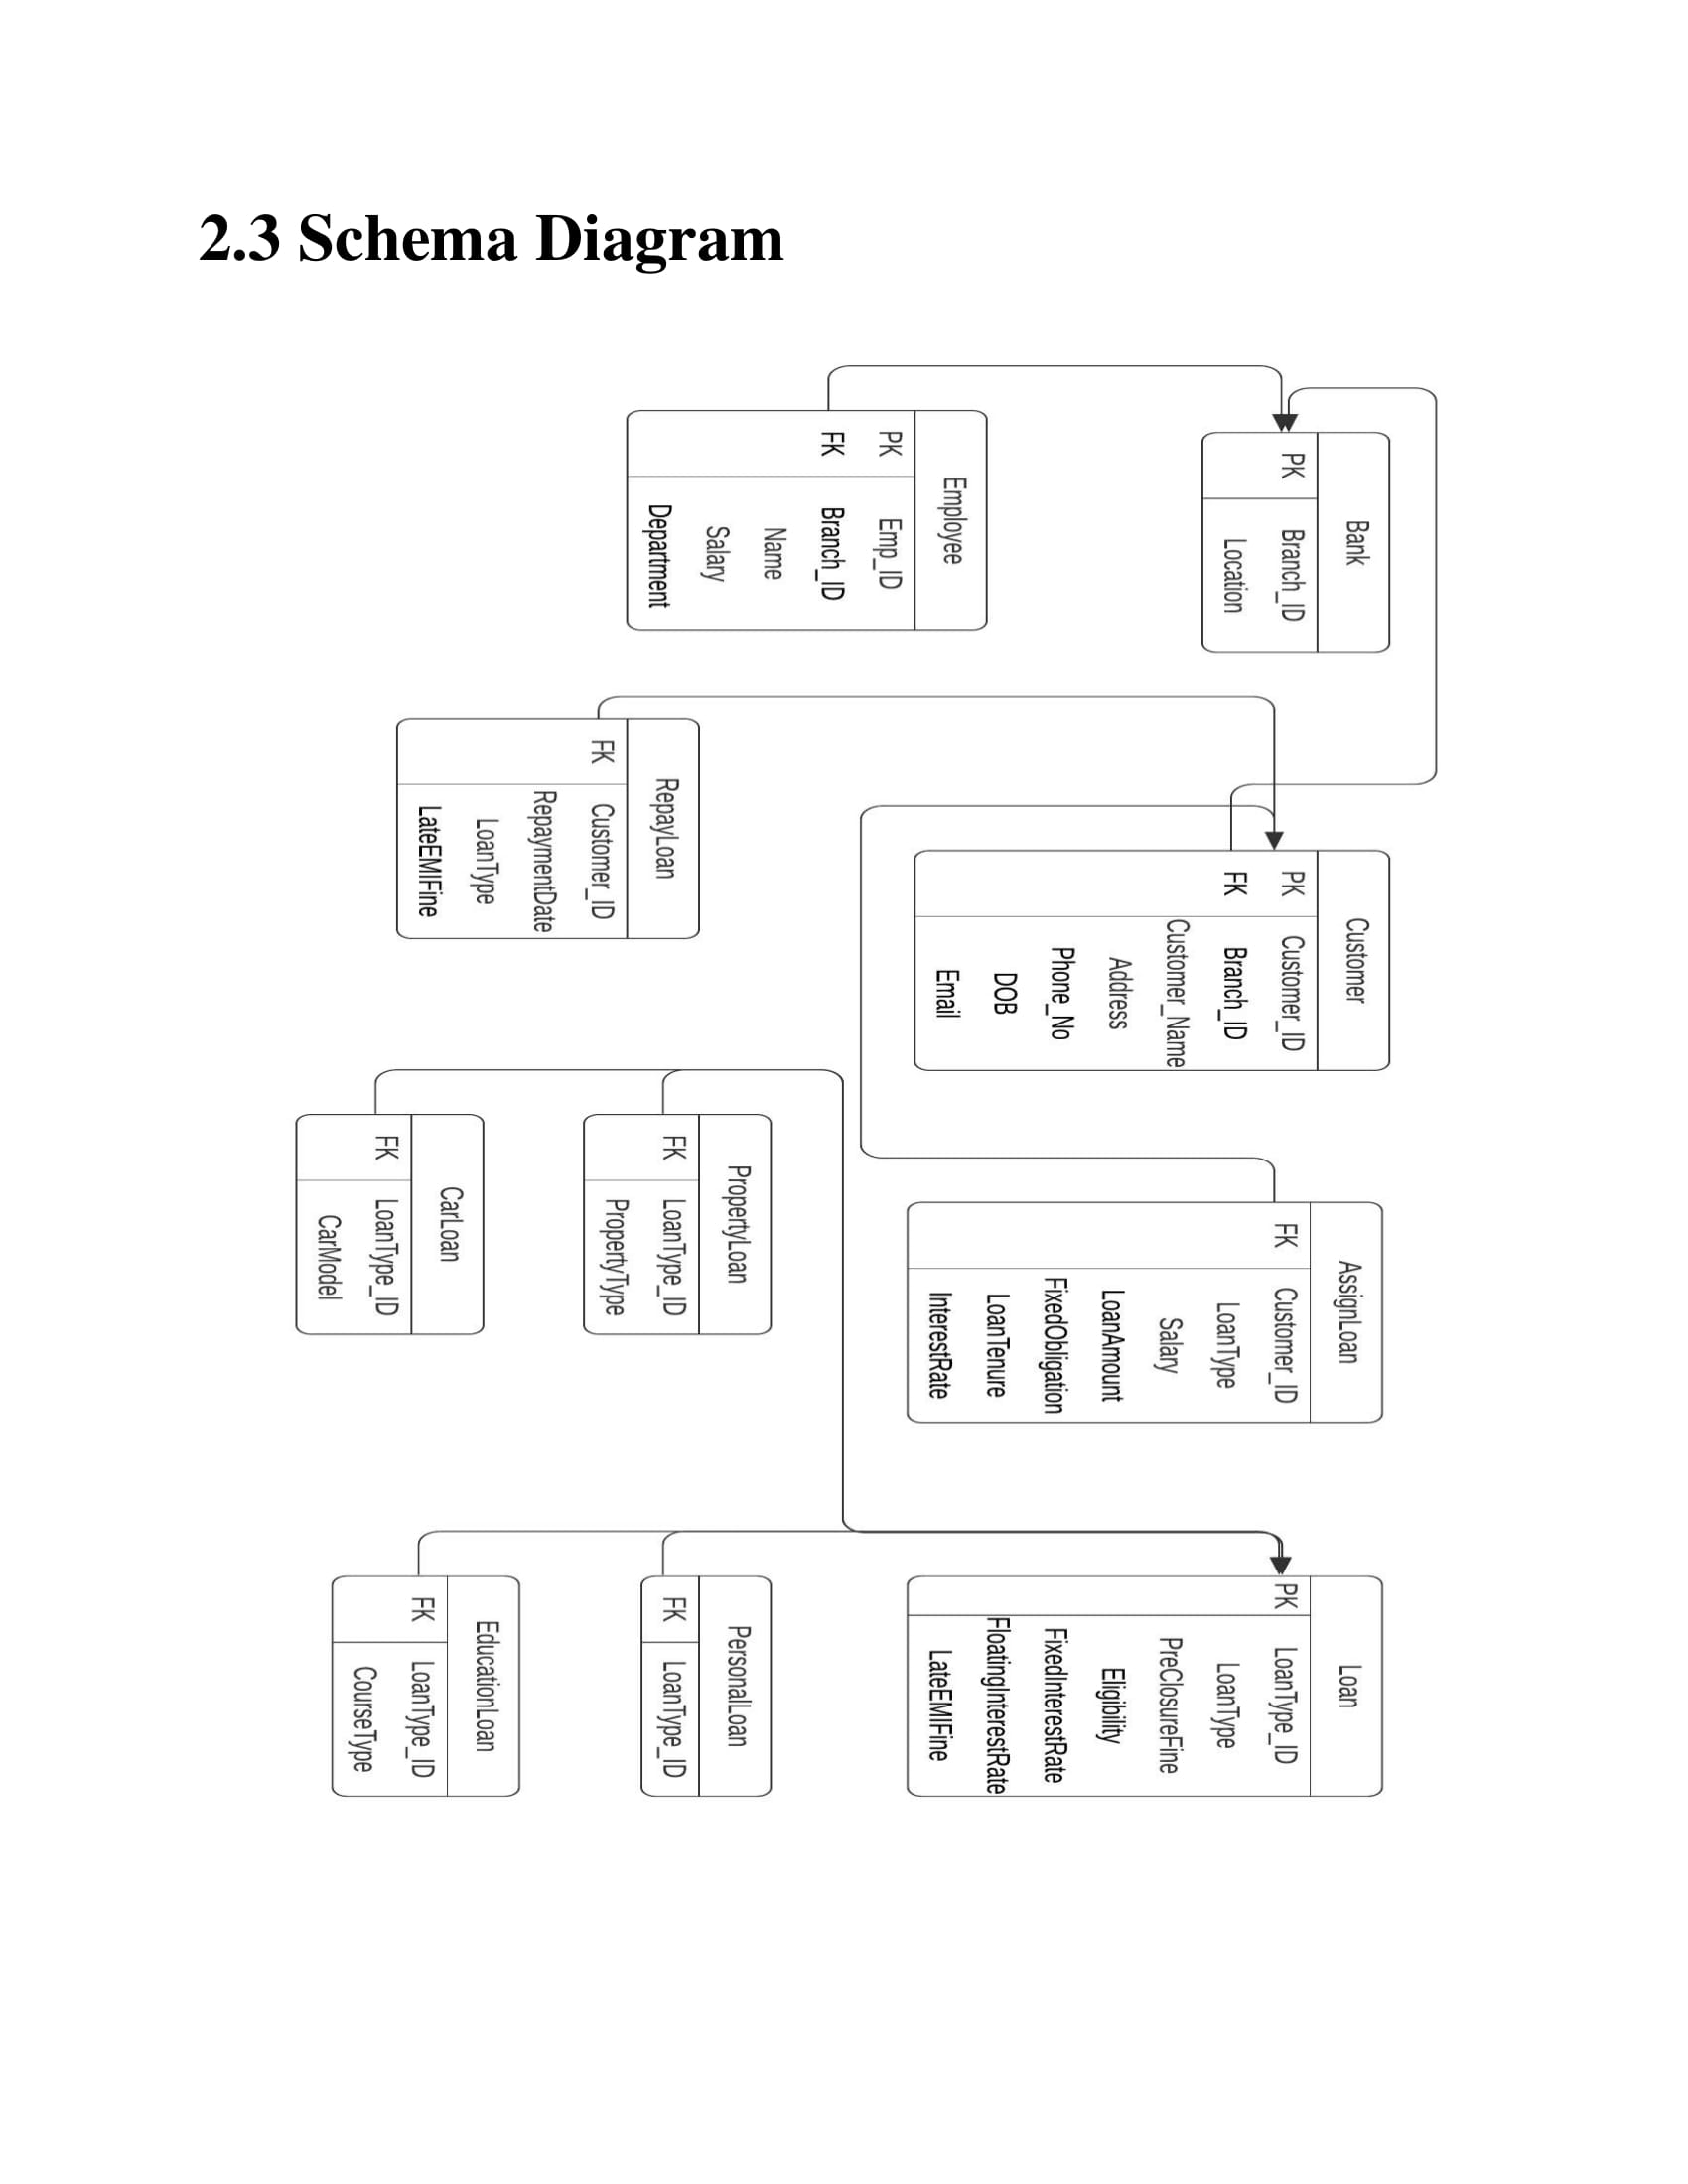 2.3 Schema Diagram
Bank
PK Branch_ID
Location
Employee
PK Emp_ID
FK Branch_ID
Name
Salary
Department
Customer
PK Customer_ID
FK Branch_ID
Customer_Name
Address
Phone_No
DOB
Email
RepayLoan
FK Customer_ID
RepaymentDate
LoanType
LateEMIFine
AssignLoan
FK Customer_ID
LoanType
Salary
LoanAmount
FixedObligation
LoanTenure
InterestRate
PropertyLoan
FK LoanType_ID
PropertyType
CarLoan
FK LoanType_ID
CarModel
Loan
PK LoanType_ID
LoanType
PreClosureFine
Eligibility
FixedInterestRate
FloatingInterestRate
LateEMIFine
PersonalLoan
FK LoanType_ID
EducationLoan
FK LoanType_ID
CourseType